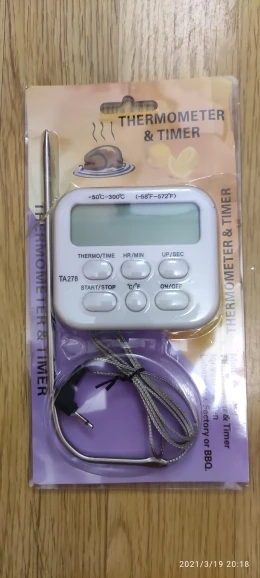 THERMOMETER
& TIMER
-50°C-300°C (-58°F-572°F)
THERMO/TIME HR/MIN UP/SEC
TA278
START/STOP °C/°F ON/OFF
THERMOMETER & TIMER
THERMOMETER & TIMER
& Timer
Factory or BBQ.
2021/3/19 20:18